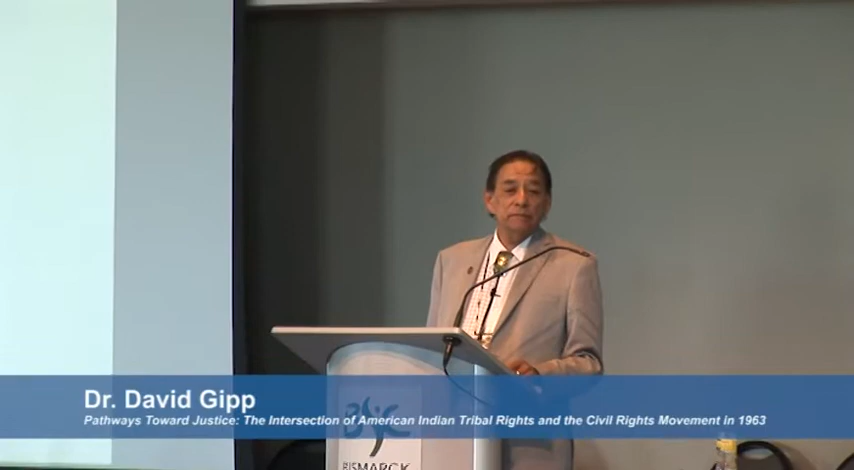 Dr. David Gipp
Pathways Toward Justice: The Intersection of American Indian Tribal Rights and the Civil Rights Movement in 1963
BSC
BISMARCK